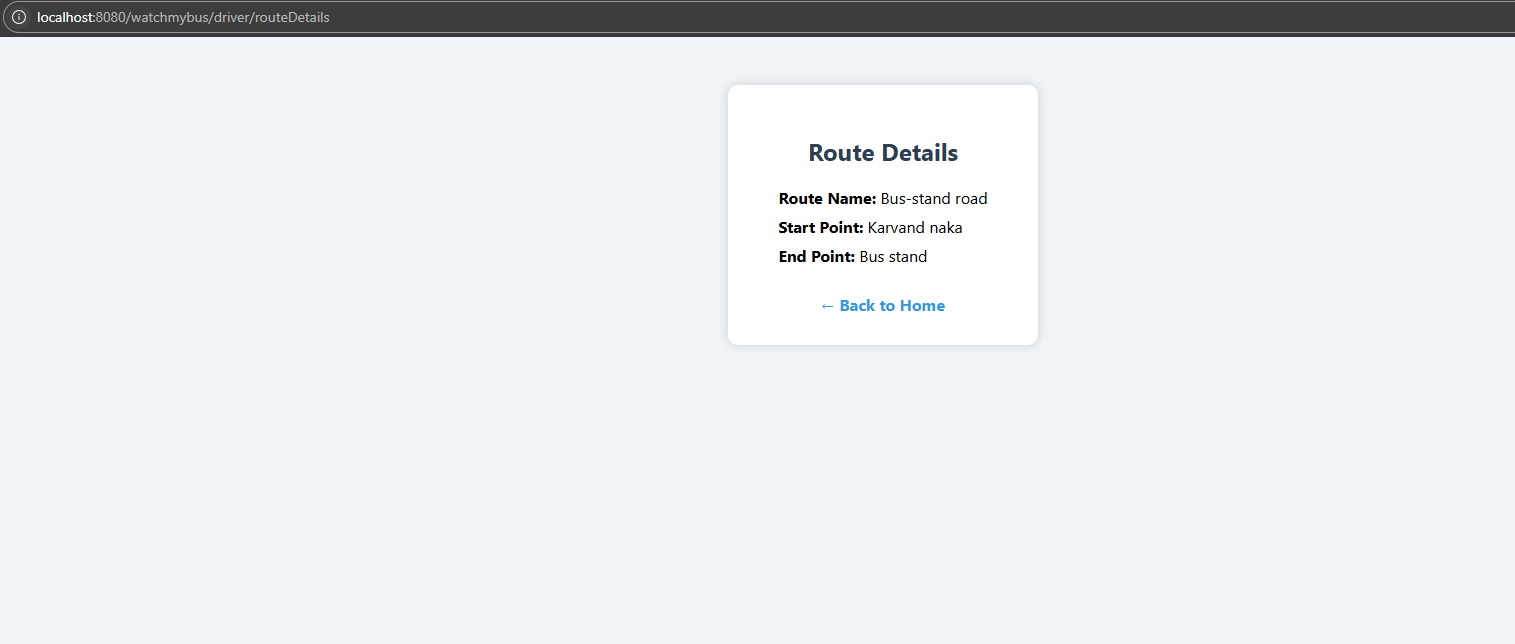 localhost:8080/watchmybus/driver/routeDetails
Route Details
Route Name: Bus-stand road
Start Point: Karvand naka
End Point: Bus stand
← Back to Home